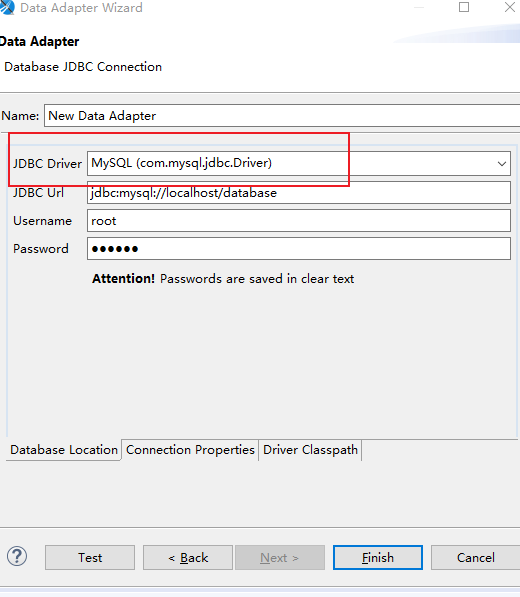 Data Adapter Wizard
Data Adapter
Database JDBC Connection
Name: New Data Adapter
JDBC Driver MySQL (com.mysql.jdbc.Driver)
JDBC Url jdbc:mysql://localhost/database
Username root
Password ●●●●●●
Attention! Passwords are saved in clear text
Database Location Connection Properties Driver Classpath
? Test < Back Next > Finish Cancel